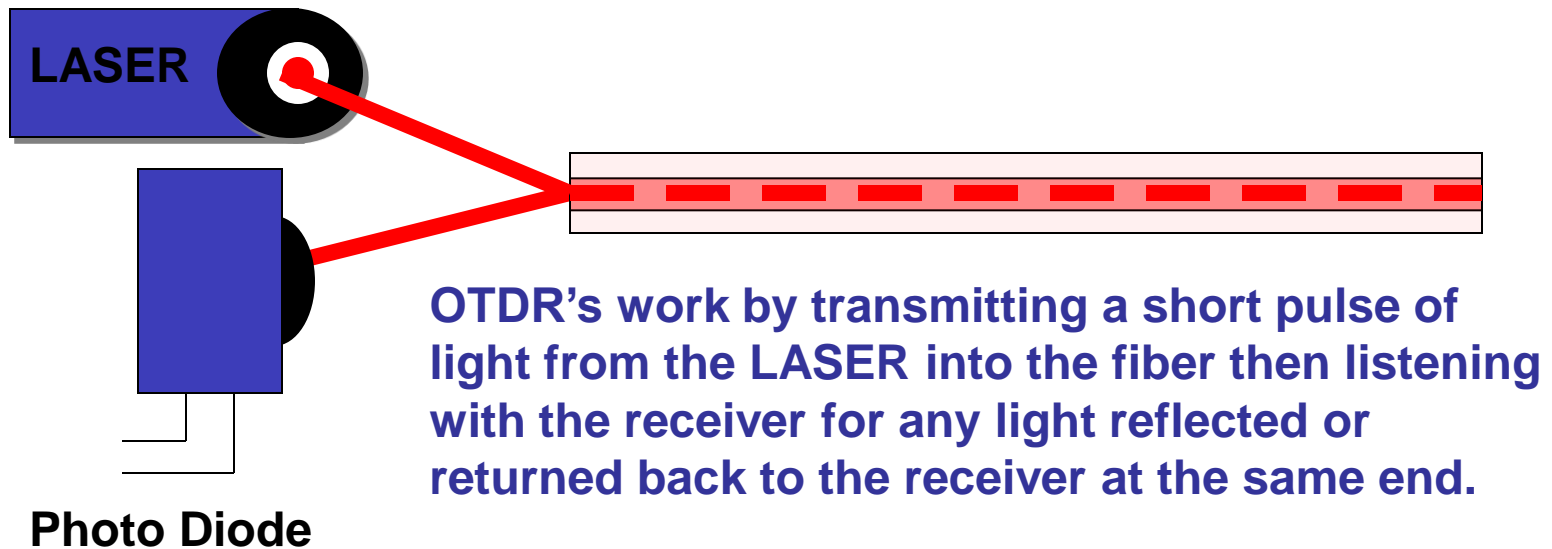 LASER
OTDR’s work by transmitting a short pulse of
light from the LASER into the fiber then listening
with the receiver for any light reflected or
returned back to the receiver at the same end.
Photo Diode